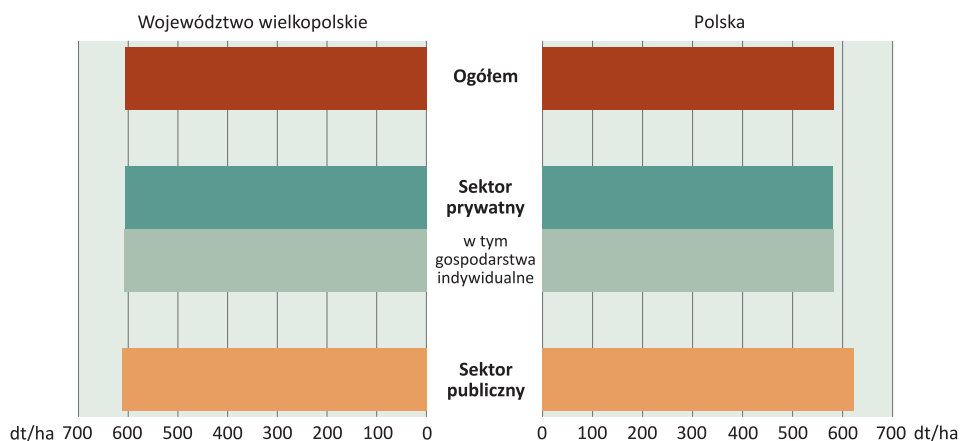 Województwo wielkopolskie
Polska
Ogółem
Sektor
prywatny
w tym
gospodarstwa
indywidualne
Sektor
publiczny
dt/ha 700 600 500 400 300 200 100 0
0 100 200 300 400 500 600 700 dt/ha